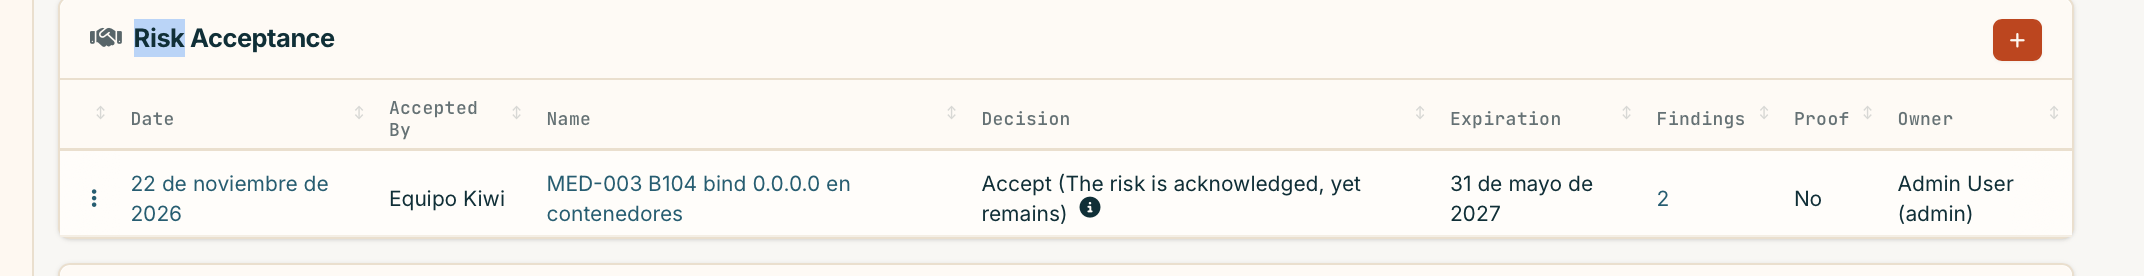 Risk Acceptance
+
Date
Accepted
By
Name
Decision
Expiration
Findings
Proof
Owner
22 de noviembre de
2026
Equipo Kiwi
MED-003 B104 bind 0.0.0.0 en
contenedores
Accept (The risk is acknowledged, yet
remains)
31 de mayo de
2027
2
No
Admin User
(admin)